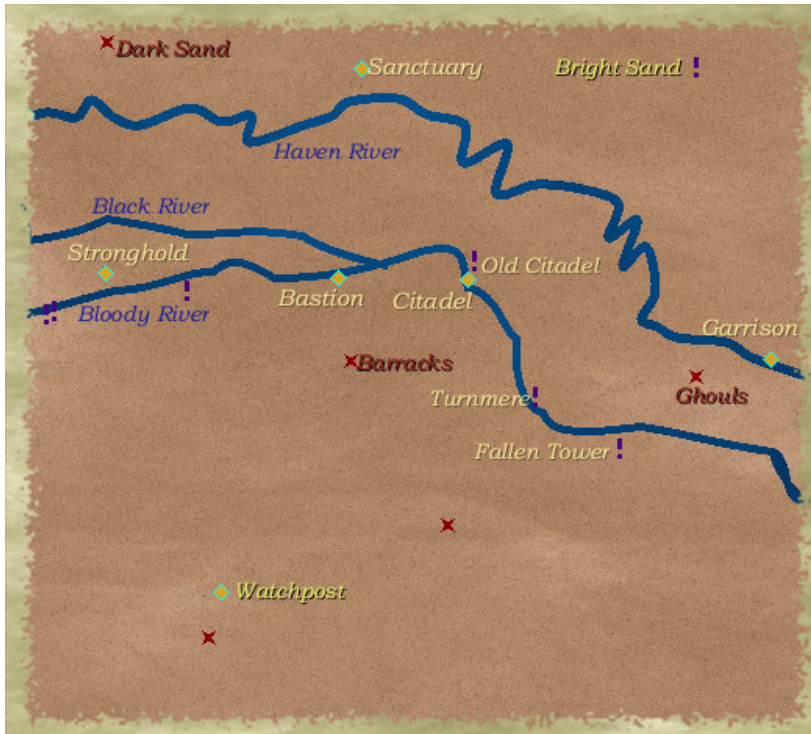 Dark Sand
Sanctuary
Bright Sand
Haven River
Black River
Stronghold
Old Citadel
Bastion
Citadel
Bloody River
Garrison
Barracks
Ghouls
Turnmere
Fallen Tower
Watchpost